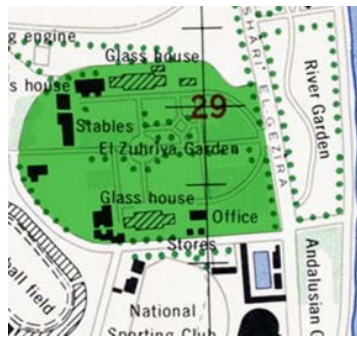 g engine
Glass house
s house
29
Stables
El Zuhriya Garden
SHARI' EL-GEZIRA
River Garden
Glass house
Office
Stores
Andalusian
all field
National
Sporting Club